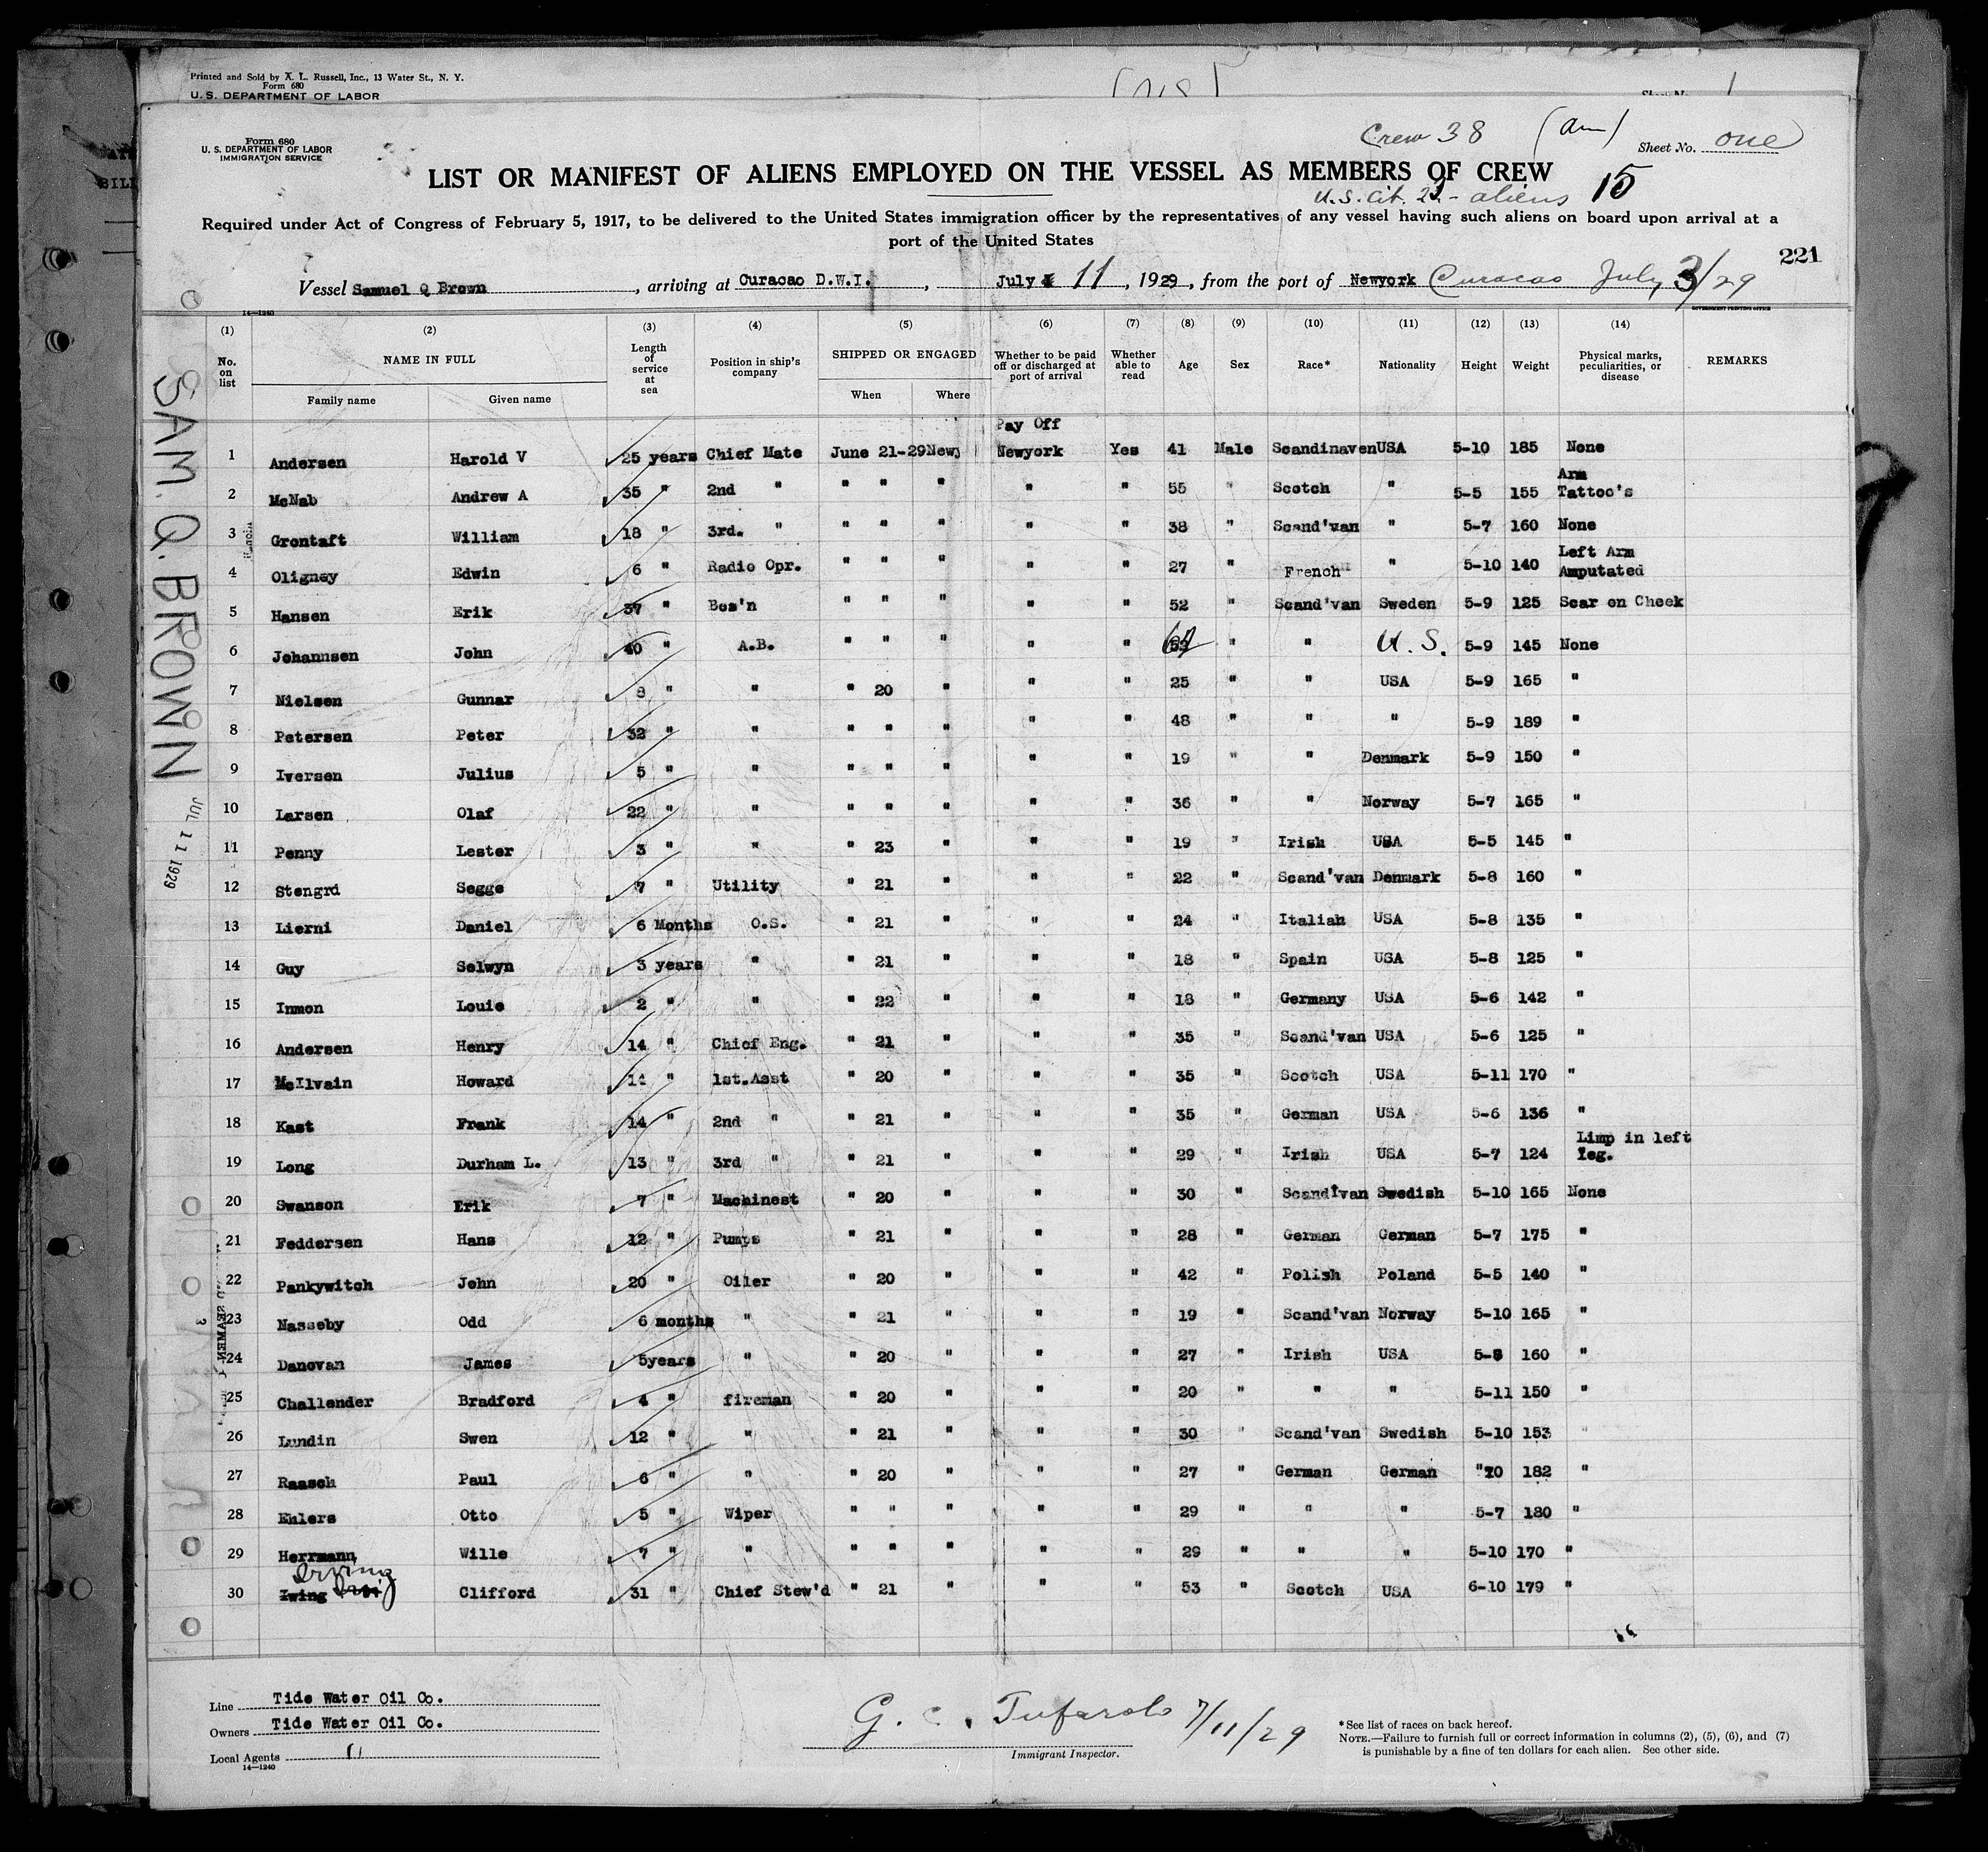 Printed and Sold by A. L. Russell, Inc., 13 Water St., N. Y.
Form 680
U. S. DEPARTMENT OF LABOR
1
Form 680
U. S. DEPARTMENT OF LABOR
IMMIGRATION SERVICE
Crew 38
Sheet No. one
LIST OR MANIFEST OF ALIENS EMPLOYED ON THE VESSEL AS MEMBERS OF CREW
U.S. Cit. 23 - aliens 15
Required under Act of Congress of February 5, 1917, to be delivered to the United States immigration officer by the representatives of any vessel having such aliens on board upon arrival at a
port of the United States
221
Vessel Samuel Q Brown, arriving at Curacao D.W.I., July 11, 1929, from the port of Newyork Curacao July 3/29
14—1240
GOVERNMENT PRINTING OFFICE
(1) (2) (3) (4) (5) (6) (7) (8) (9) (10) (11) (12) (13) (14)
No. on list NAME IN FULL Length of service at sea Position in ship's company SHIPPED OR ENGAGED Whether to be paid off or discharged at port of arrival Whether able to read Age Sex Race* Nationality Height Weight Physical marks, peculiarities, or disease REMARKS
Family name Given name When Where
Pay Off
1 Andersen Harold V 25 years Chief Mate June 21-29 Newy Newyork Yes 41 Male Scandinaven USA 5-10 185 None
2 McNab Andrew A 35 " 2nd " " " " " " 55 " Scotch " 5-5 155 Arm Tattoo's
3 Grontaft William 18 " 3rd. " " " " " " 38 " Scand'van " 5-7 160 None
4 Oligney Edwin 6 " Radio Opr. " " " " " 27 " French " 5-10 140 Left Arm Amputated
5 Hansen Erik 37 " Bos'n " " " " " 52 " Scand'van Sweden 5-9 125 Scar on Cheek
6 Johannsen John 40 " A.B. " " " " " " " U.S. 5-9 145 None
7 Nielsen Gunnar 8 " " " 20 " " " 25 " " USA 5-9 165 "
8 Petersen Peter 32 " " " " " " " 48 " " " 5-9 189 "
9 Iversen Julius 5 " " " " " " " 19 " " Denmark 5-9 150 "
10 Larsen Olaf 22 " " " " " " " 36 " " Norway 5-7 165 "
11 Penny Lester 3 " " " 23 " " " 19 " Irish USA 5-5 145 "
12 Stengrd Segge 7 " Utility " 21 " " " 22 " Scand'van Denmark 5-8 160 "
13 Lierni Daniel 6 Months O.S. " 21 " " " 24 " Italian USA 5-8 135 "
14 Guy Selwyn 3 years " " 21 " " " 18 " Spain USA 5-8 125 "
15 Inmon Louie 2 " " " 22 " " " 18 " Germany USA 5-6 142 "
16 Andersen Henry 14 " Chief Eng. " 21 " " " 35 " Scand'van USA 5-6 125 "
17 McIlvain Howard 14 " 1st.Asst " 20 " " " 35 " Scotch USA 5-11 170 "
18 Kast Frank 14 " 2nd " " 21 " " " 35 " German USA 5-6 136 "
19 Long Durham L. 13 " 3rd " " 21 " " " 29 " Irish USA 5-7 124 Limp in left leg.
20 Swanson Erik 7 " Machinest " 20 " " " 30 " Scand'van Swedish 5-10 165 None
21 Feddersen Hans 12 " Pumps " 21 " " " 28 " German German 5-7 175 "
22 Pankywitch John 20 " Oiler " 20 " " " 42 " Polish Poland 5-5 140 "
23 Nasseby Odd 6 months " " 21 " " " 19 " Scand'van Norway 5-10 165 "
24 Danovan James 5years " " 20 " " " 27 " Irish USA 5-8 160 "
25 Challender Bradford 4 " fireman " 20 " " " 20 " " " 5-11 150 "
26 Lundin Swen 12 " " " 21 " " " 30 " Scand'van Swedish 5-10 153 "
27 Raasch Paul 6 " " " 20 " " " 27 " German German "10 182 "
28 Ehlers Otto 5 " Wiper " " " " " 29 " " " 5-7 180 "
29 Herrmann Wille 7 " " " " " " " 29 " " " 5-10 170 "
30 Iwing Irving Clifford 31 " Chief Stew'd " 21 " " " 53 " Scotch USA 6-10 179 "
SAM. Q. BROWN
JUL 11 1929
Line Tide Water Oil Co.
Owners Tide Water Oil Co.
Local Agents "
14—1240
G. C. Tufarolo 7/11/29
Immigrant Inspector.
*See list of races on back hereof.
NOTE.—Failure to furnish full or correct information in columns (2), (5), (6), and (7)
is punishable by a fine of ten dollars for each alien. See other side.